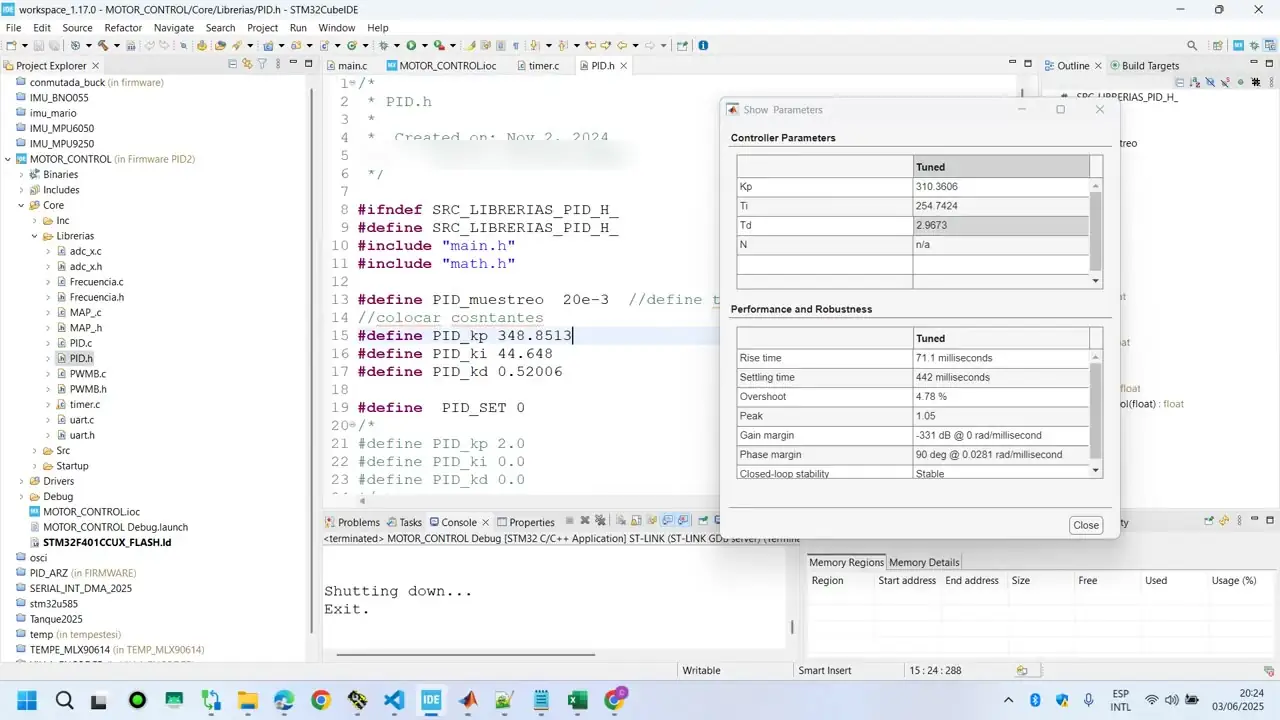 workspace_1.17.0 - MOTOR_CONTROL/Core/Librerias/PID.h - STM32CubeIDE
File Edit Source Refactor Navigate Search Project Run Window Help
Project Explorer
conmutada_buck (in firmware)
IMU_BNO055
imu_mario
IMU_MPU6050
IMU_MPU9250
MOTOR_CONTROL (in Firmware PID2)
Binaries
Includes
Core
Inc
Librerias
adc_x.c
adc_x.h
Frecuencia.c
Frecuencia.h
MAP_.c
MAP_.h
PID.c
PID.h
PWMB.c
PWMB.h
timer.c
uart.c
uart.h
Src
Startup
Drivers
Debug
MOTOR_CONTROL.ioc
MOTOR_CONTROL Debug.launch
STM32F401CCUX_FLASH.ld
osci
PID_ARZ (in FIRMWARE)
SERIAL_INT_DMA_2025
stm32u585
Tanque2025
temp (in tempestesi)
TEMPE_MLX90614 (in TEMP_MLX90614)
main.c MOTOR_CONTROL.ioc timer.c PID.h
1 /*
2 * PID.h
3 *
4 * Created on: Nov 2, 2024
5
6 */
7
8 #ifndef SRC_LIBRERIAS_PID_H_
9 #define SRC_LIBRERIAS_PID_H_
10 #include "main.h"
11 #include "math.h"
12
13 #define PID_muestreo 20e-3 //define t
14 //colocar cosntantes
15 #define PID_kp 348.8513
16 #define PID_ki 44.648
17 #define PID_kd 0.52006
18
19 #define PID_SET 0
20 /*
21 #define PID_kp 2.0
22 #define PID_ki 0.0
23 #define PID_kd 0.0
Outline Build Targets
SRC_LIBRERIAS_PID_H_
treo
at
at
float
ol(float) : float
Show Parameters
Controller Parameters
Tuned
Kp 310.3606
Ti 254.7424
Td 2.9673
N n/a
Performance and Robustness
Tuned
Rise time 71.1 milliseconds
Settling time 442 milliseconds
Overshoot 4.78 %
Peak 1.05
Gain margin -331 dB @ 0 rad/millisecond
Phase margin 90 deg @ 0.0281 rad/millisecond
Closed-loop stability Stable
Close
Problems Tasks Console Properties
<terminated> MOTOR_CONTROL Debug [STM32 C/C++ Application] ST-LINK (ST-LINK GDB server) (Termina
Shutting down...
Exit.
ty
Memory Regions Memory Details
Region Start address End address Size Free Used Usage (%)
Writable Smart Insert 15 : 24 : 288
ESP
INTL
20:24
03/06/2025